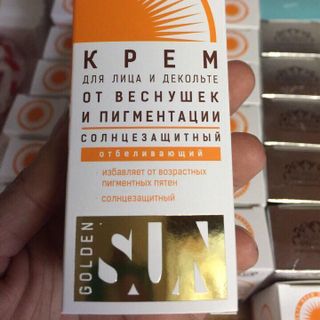 КРЕМ
ДЛЯ ЛИЦА И ДЕКОЛЬТЕ
ОТ ВЕСНУШЕК
И ПИГМЕНТАЦИИ
СОЛНЦЕЗАЩИТНЫЙ
отбеливающий
избавляет от возрастных
пигментных пятен
солнцезащитный
GOLDEN
SUN